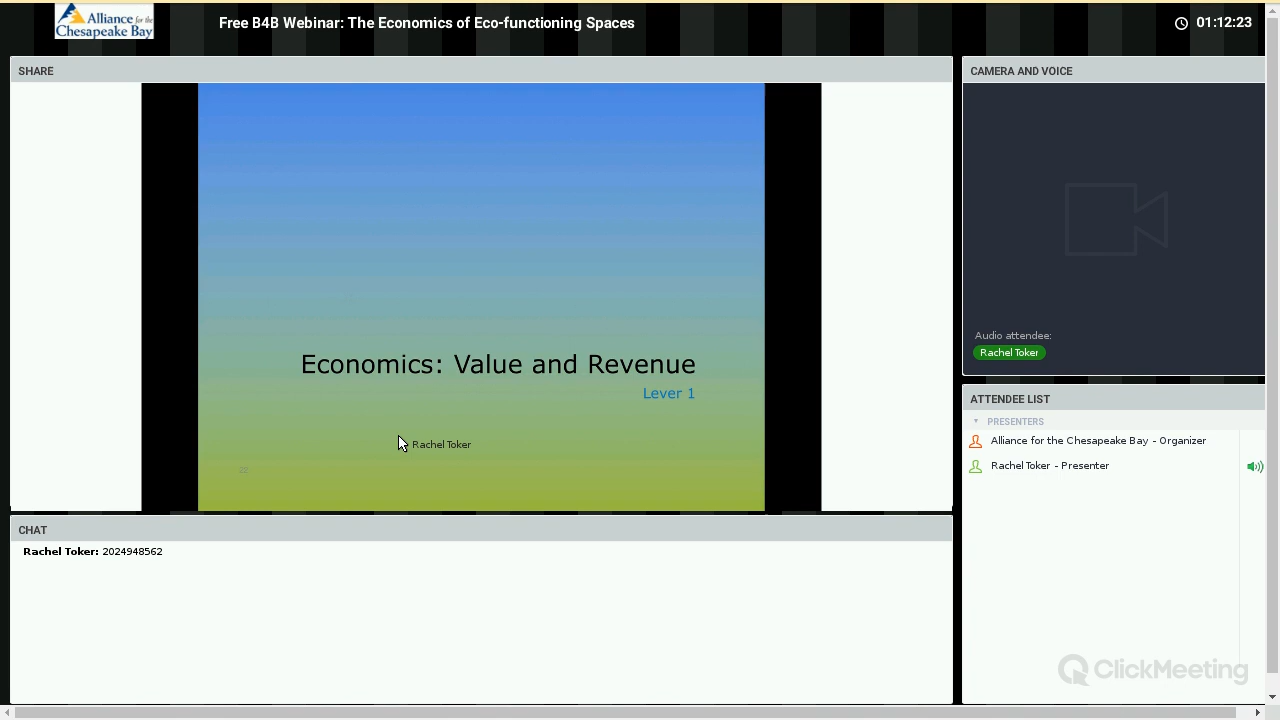 Alliance for the
Chesapeake Bay
Free B4B Webinar: The Economics of Eco-functioning Spaces
01:12:23
SHARE
Economics: Value and Revenue
Lever 1
Rachel Toker
22
CAMERA AND VOICE
Audio attendee:
Rachel Toker
ATTENDEE LIST
PRESENTERS
Alliance for the Chesapeake Bay - Organizer
Rachel Toker - Presenter
CHAT
Rachel Toker: 2024948562
ClickMeeting